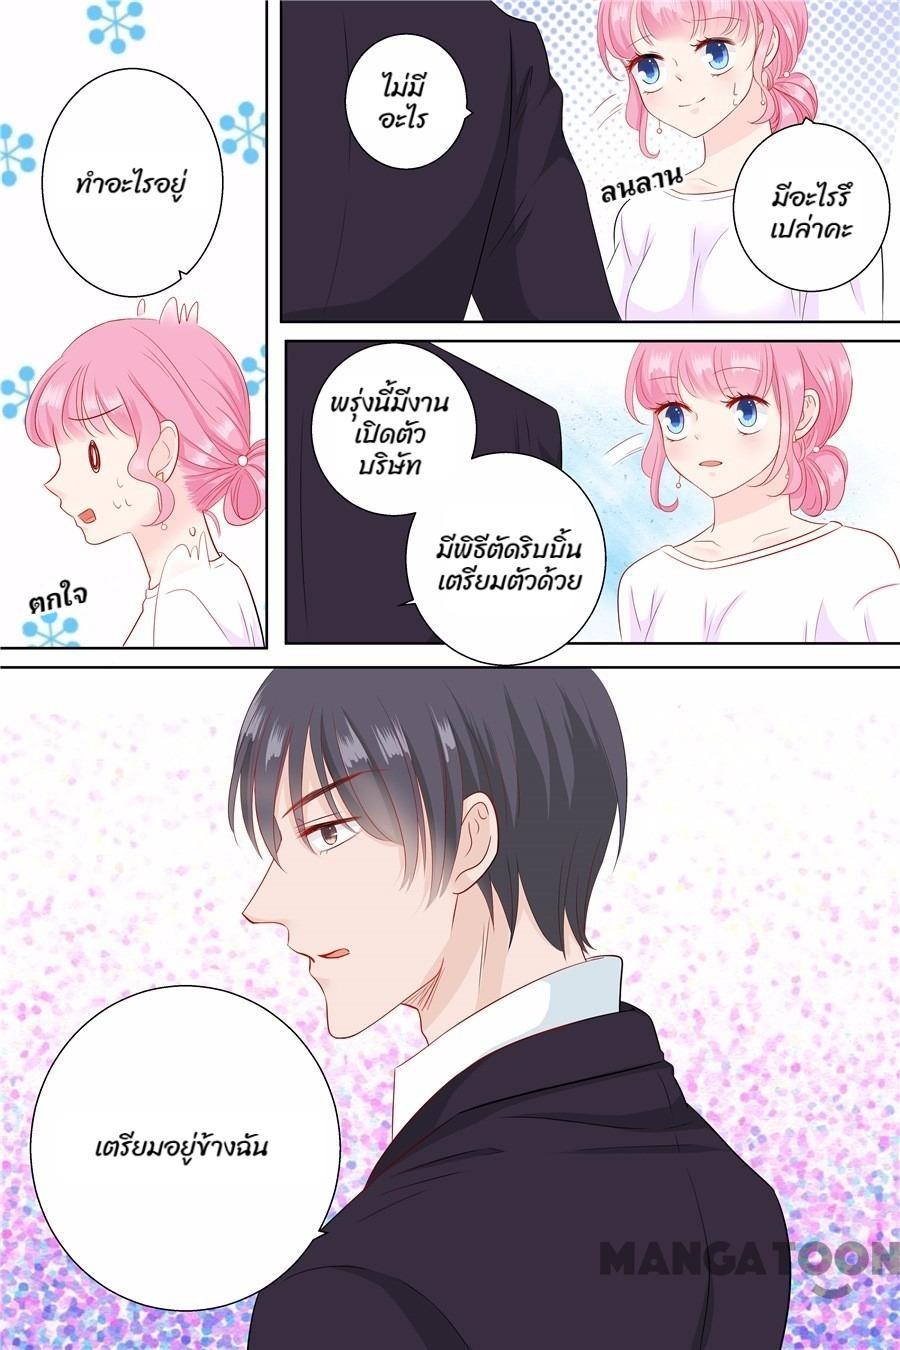 ทำอะไรอยู่
ตกใจ
ไม่มี
อะไร
ลนลาน
มีอะไรรึ
เปล่าคะ
พรุ่งนี้มีงาน
เปิดตัว
บริษัท
มีพิธีตัดริบบิ้น
เตรียมตัวด้วย
เตรียมอยู่ข้างฉัน
MANGATOON